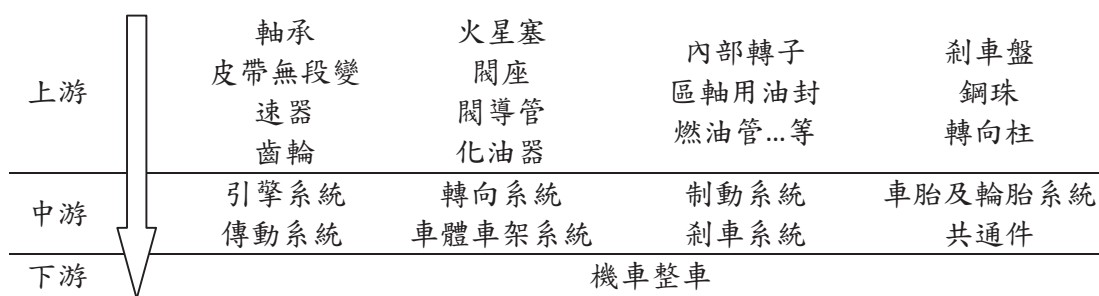 上游
軸承
皮帶無段變
速器
齒輪
火星塞
閥座
閥導管
化油器
內部轉子
區軸用油封
燃油管...等
剎車盤
鋼珠
轉向柱
中游
引擎系統 轉向系統 制動系統 車胎及輪胎系統
傳動系統 車體車架系統 剎車系統 共通件
下游 機車整車